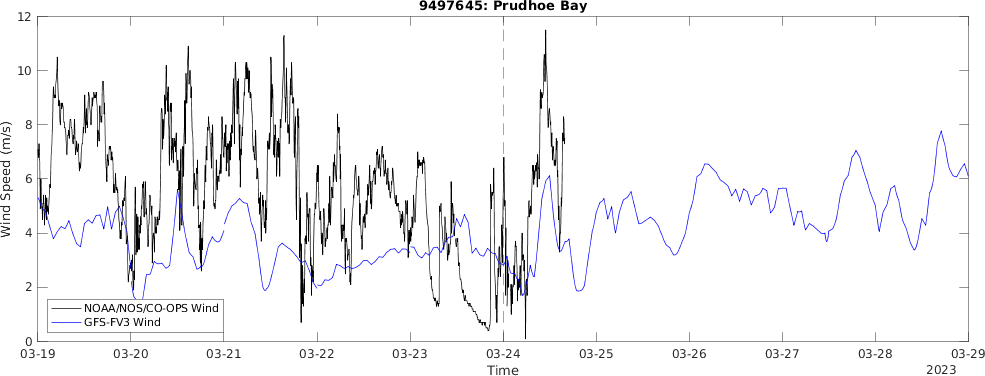 9497645: Prudhoe Bay
12
10
8
6
4
2
0
Wind Speed (m/s)
NOAA/NOS/CO-OPS Wind
GFS-FV3 Wind
03-19 03-20 03-21 03-22 03-23 03-24 03-25 03-26 03-27 03-28 03-29
Time
2023